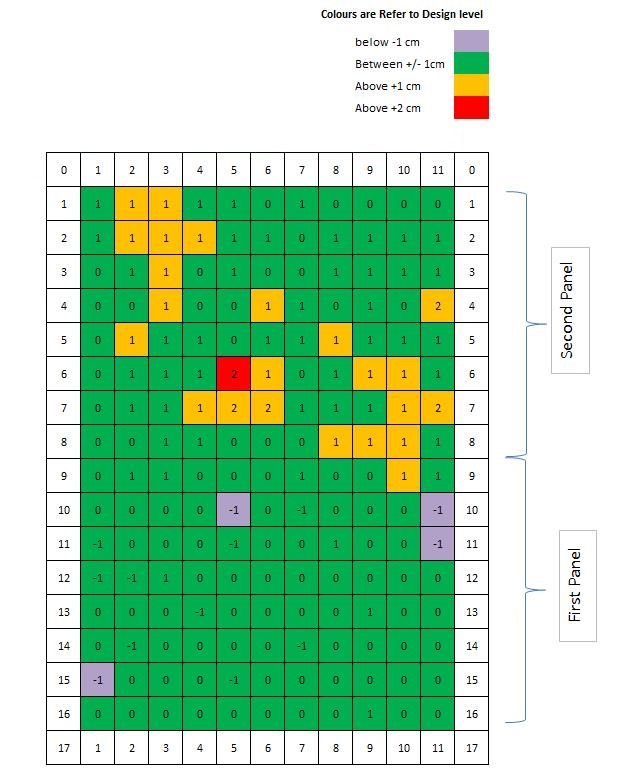 Colours are Refer to Design level
below -1 cm
Between +/- 1cm
Above +1 cm
Above +2 cm
0 1 2 3 4 5 6 7 8 9 10 11 0
1 1 1 1 1 1 0 1 0 0 0 0 1
2 1 1 1 1 1 1 0 1 1 1 1 2
3 0 1 1 0 1 0 0 1 1 1 1 3
4 0 0 1 0 0 1 1 0 1 0 2 4
5 0 1 1 1 0 1 1 1 1 1 1 5
6 0 1 1 1 2 1 0 1 1 1 1 6
7 0 1 1 1 2 2 1 1 1 1 2 7
8 0 0 1 1 0 0 0 1 1 1 1 8
9 0 1 1 0 0 0 1 0 0 1 1 9
10 0 0 0 0 -1 0 -1 0 0 0 -1 10
11 -1 0 0 0 -1 0 0 1 0 0 -1 11
12 -1 -1 1 0 0 0 0 0 0 0 0 12
13 0 0 0 -1 0 0 0 0 1 0 0 13
14 0 -1 0 0 0 0 -1 0 0 0 0 14
15 -1 0 0 0 -1 0 0 0 0 0 0 15
16 0 0 0 0 0 0 0 0 1 0 0 16
17 1 2 3 4 5 6 7 8 9 10 11 17
Second Panel
First Panel